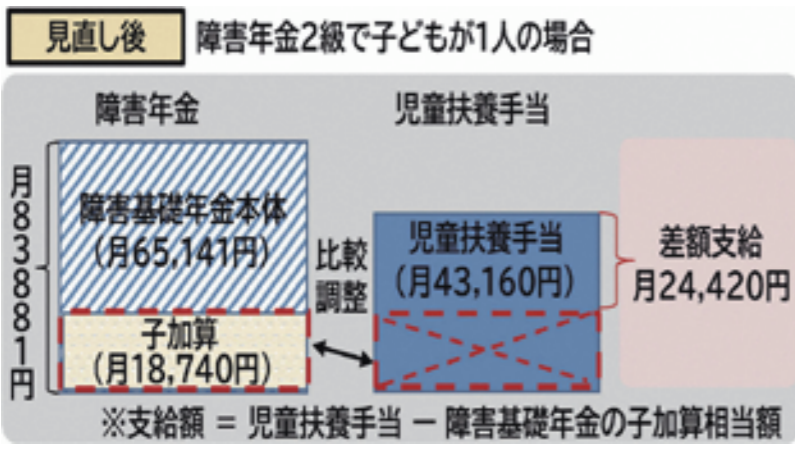 見直し後 障害年金2級で子どもが1人の場合
障害年金
児童扶養手当
月83881円
障害基礎年金本体
(月65,141円)
子加算
(月18,740円)
比較
調整
児童扶養手当
(月43,160円)
差額支給
月24,420円
※支給額 = 児童扶養手当 − 障害基礎年金の子加算相当額